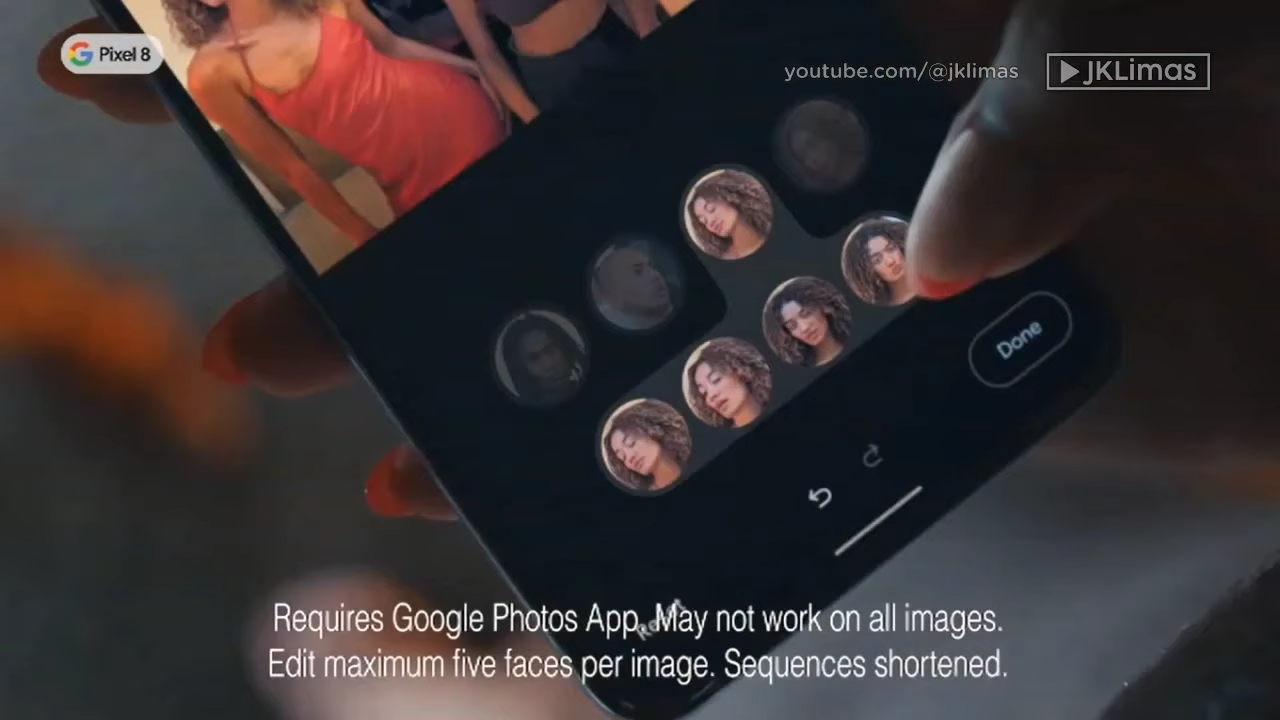 Pixel 8
youtube.com/@jklimas
JKLimas
Done
Reset
Requires Google Photos App. May not work on all images.
Edit maximum five faces per image. Sequences shortened.